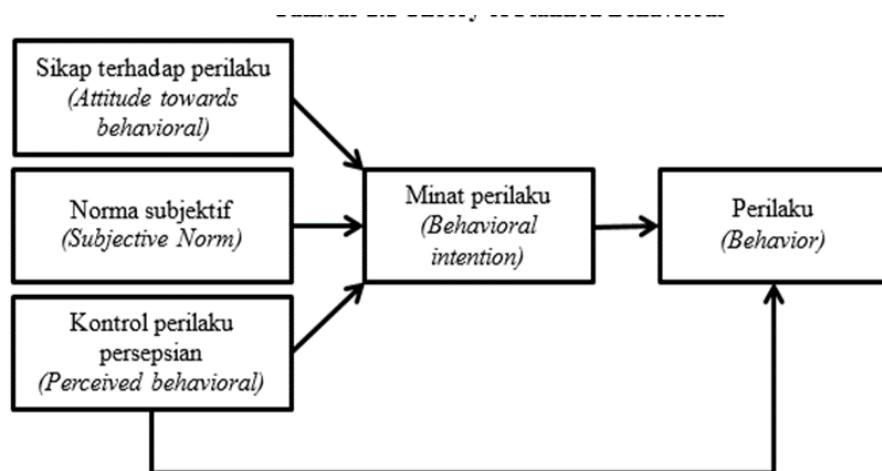 Sikap terhadap perilaku
(Attitude towards
behavioral)
Norma subjektif
(Subjective Norm)
Kontrol perilaku
persepsian
(Perceived behavioral)
Minat perilaku
(Behavioral
intention)
Perilaku
(Behavior)